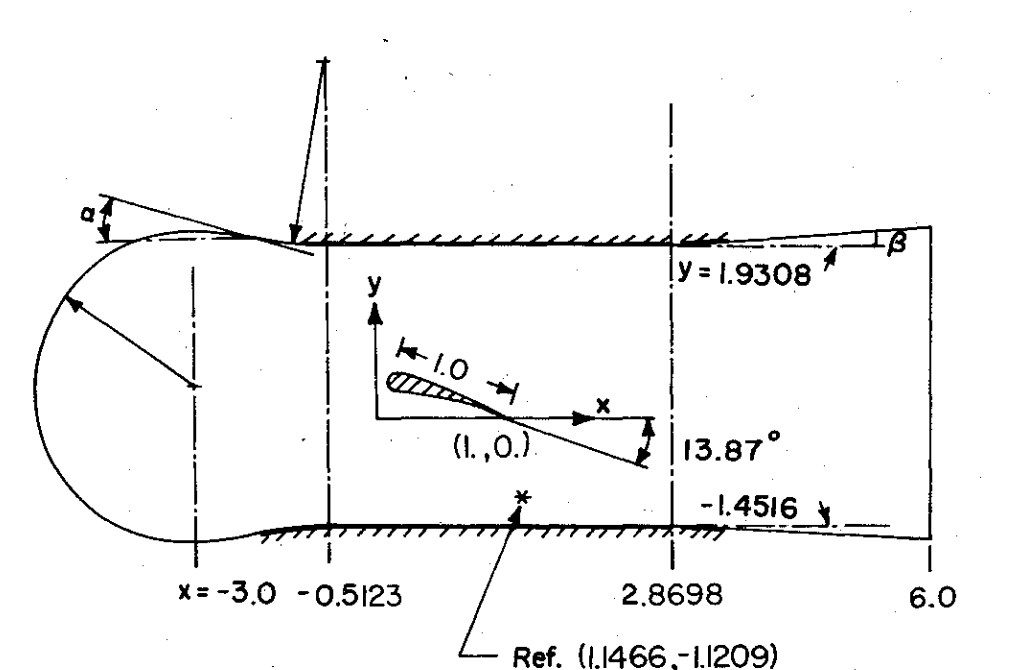 α
β
y = 1.9308
y
1.0
x
(1.,0.)
13.87°
-1.4516
*
x = -3.0 -0.5123 2.8698 6.0
Ref. (1.1466,-1.1209)